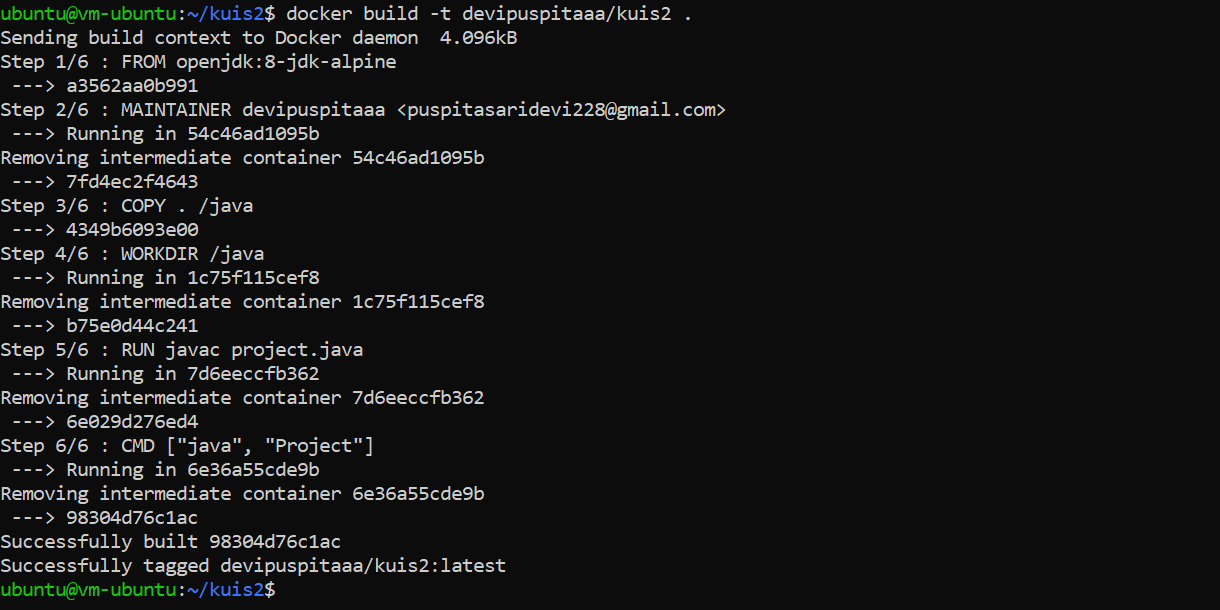 ubuntu@vm-ubuntu:~/kuis2$ docker build -t devipuspitaaa/kuis2 .
Sending build context to Docker daemon  4.096kB
Step 1/6 : FROM openjdk:8-jdk-alpine
 ---> a3562aa0b991
Step 2/6 : MAINTAINER devipuspitaaa <puspitasaridevi228@gmail.com>
 ---> Running in 54c46ad1095b
Removing intermediate container 54c46ad1095b
 ---> 7fd4ec2f4643
Step 3/6 : COPY . /java
 ---> 4349b6093e00
Step 4/6 : WORKDIR /java
 ---> Running in 1c75f115cef8
Removing intermediate container 1c75f115cef8
 ---> b75e0d44c241
Step 5/6 : RUN javac project.java
 ---> Running in 7d6eeccfb362
Removing intermediate container 7d6eeccfb362
 ---> 6e029d276ed4
Step 6/6 : CMD ["java", "Project"]
 ---> Running in 6e36a55cde9b
Removing intermediate container 6e36a55cde9b
 ---> 98304d76c1ac
Successfully built 98304d76c1ac
Successfully tagged devipuspitaaa/kuis2:latest
ubuntu@vm-ubuntu:~/kuis2$